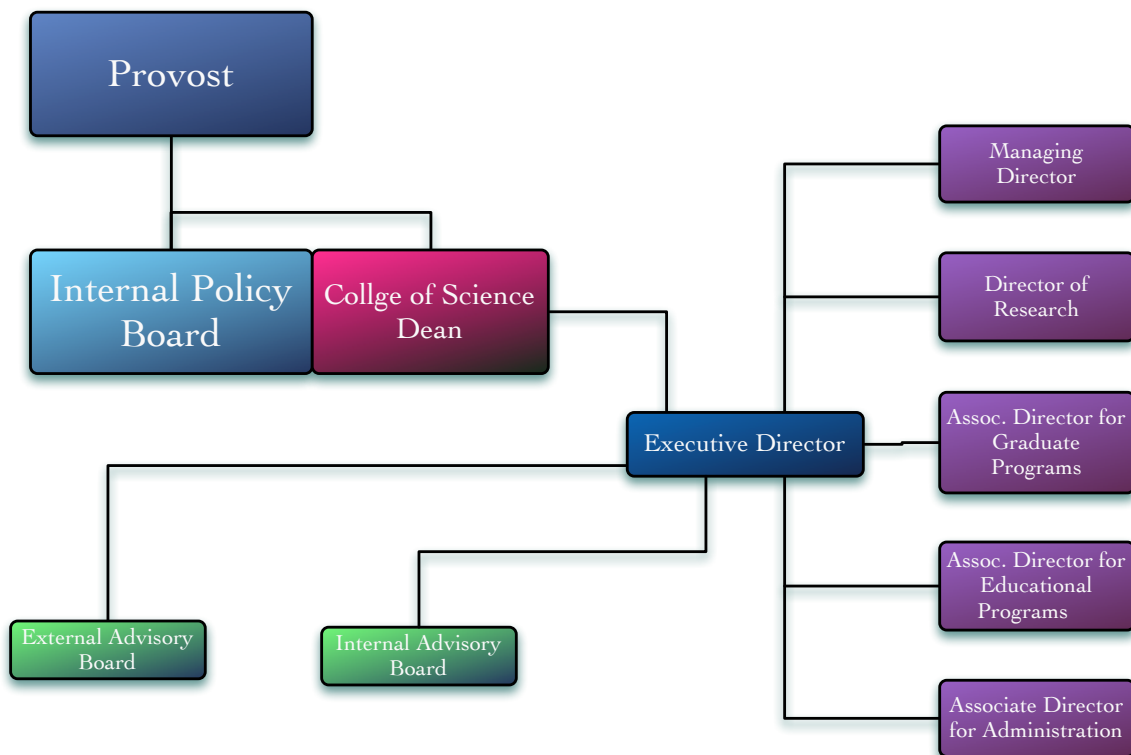 Provost
Managing
Director
Internal Policy
Board
Collge of Science
Dean
Director of
Research
Executive Director
Assoc. Director for
Graduate
Programs
Assoc. Director for
Educational
Programs
External Advisory
Board
Internal Advisory
Board
Associate Director
for Administration